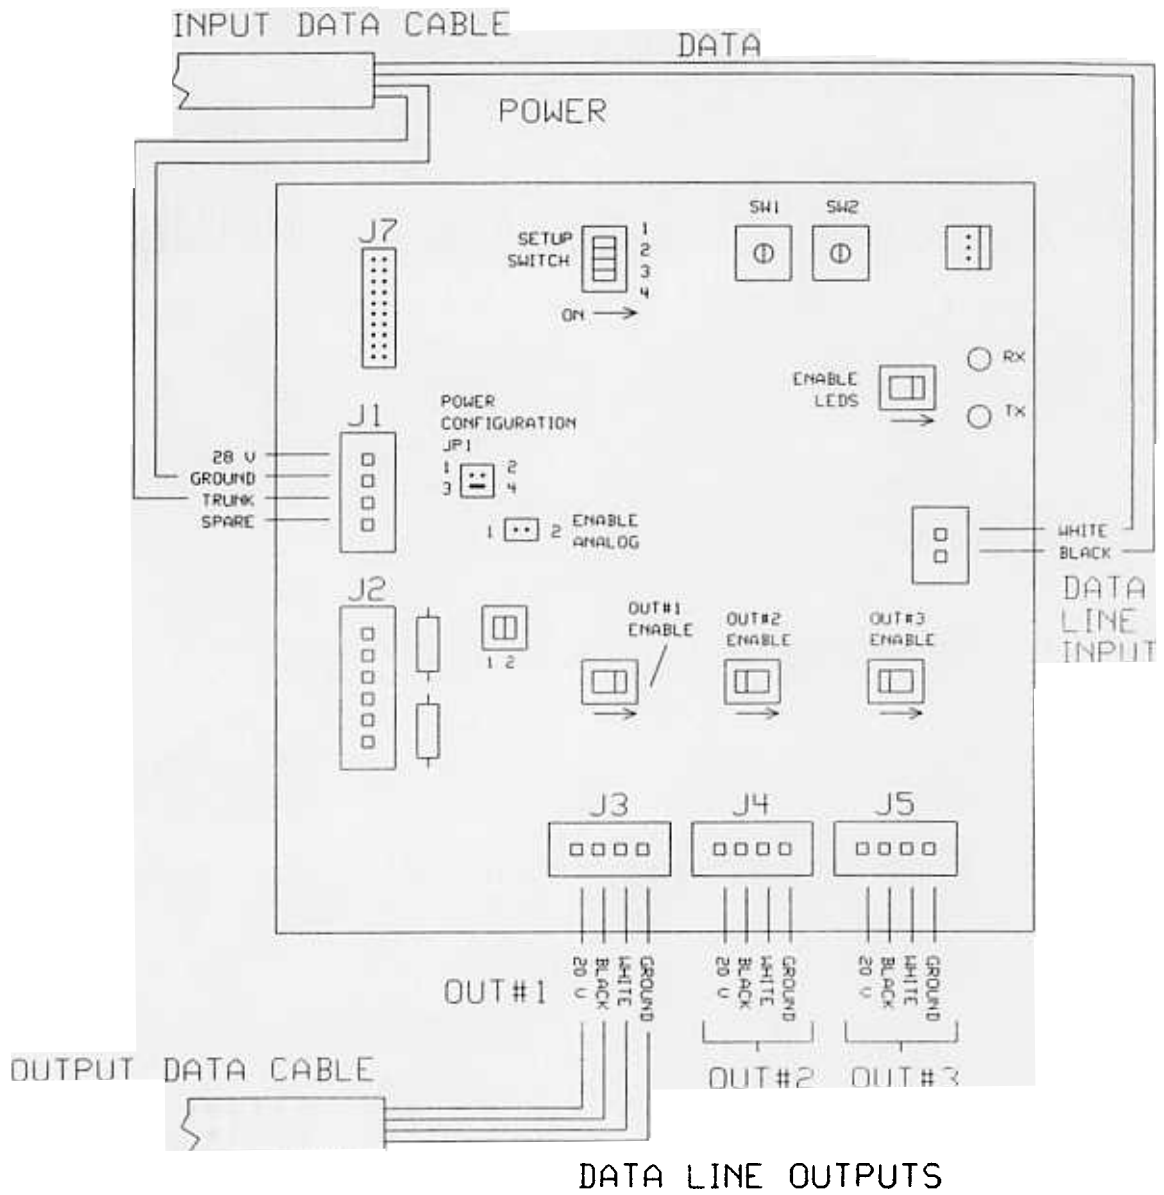 INPUT DATA CABLE
DATA
POWER
SW1
SW2
J7
SETUP
SWITCH
1
2
3
4
ON
RX
ENABLE
LEDS
TX
POWER
CONFIGURATION
JP1
J1
1 2
3 4
28 V
GROUND
TRUNK
SPARE
1 2
ENABLE
ANALOG
WHITE
BLACK
DATA
LINE
INPUT
J2
OUT#1
ENABLE
OUT#2
ENABLE
OUT#3
ENABLE
1 2
J3
J4
J5
20 V
BLACK
WHITE
GROUND
20 V
BLACK
WHITE
GROUND
20 V
BLACK
WHITE
GROUND
OUT#1
OUT#2
OUT#3
OUTPUT DATA CABLE
DATA LINE OUTPUTS